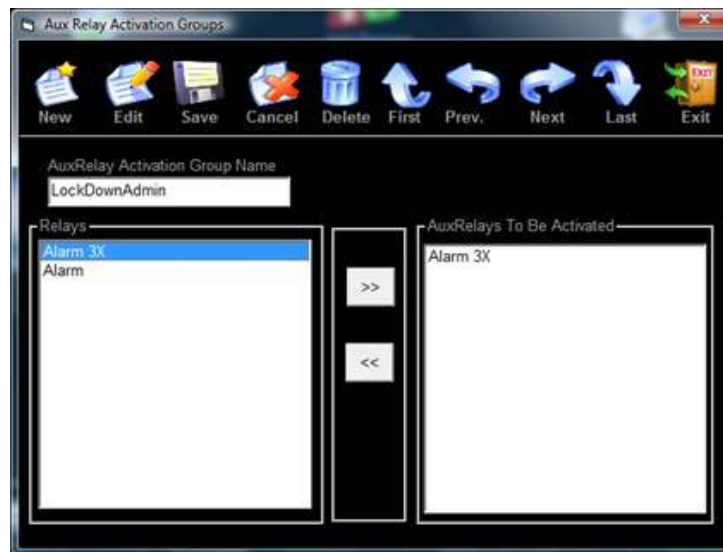 Aux Relay Activation Groups
New Edit Save Cancel Delete First Prev. Next Last Exit
EXIT
AuxRelay Activation Group Name
LockDownAdmin
Relays
AuxRelays To Be Activated
Alarm 3X
Alarm
>>
<<
Alarm 3X